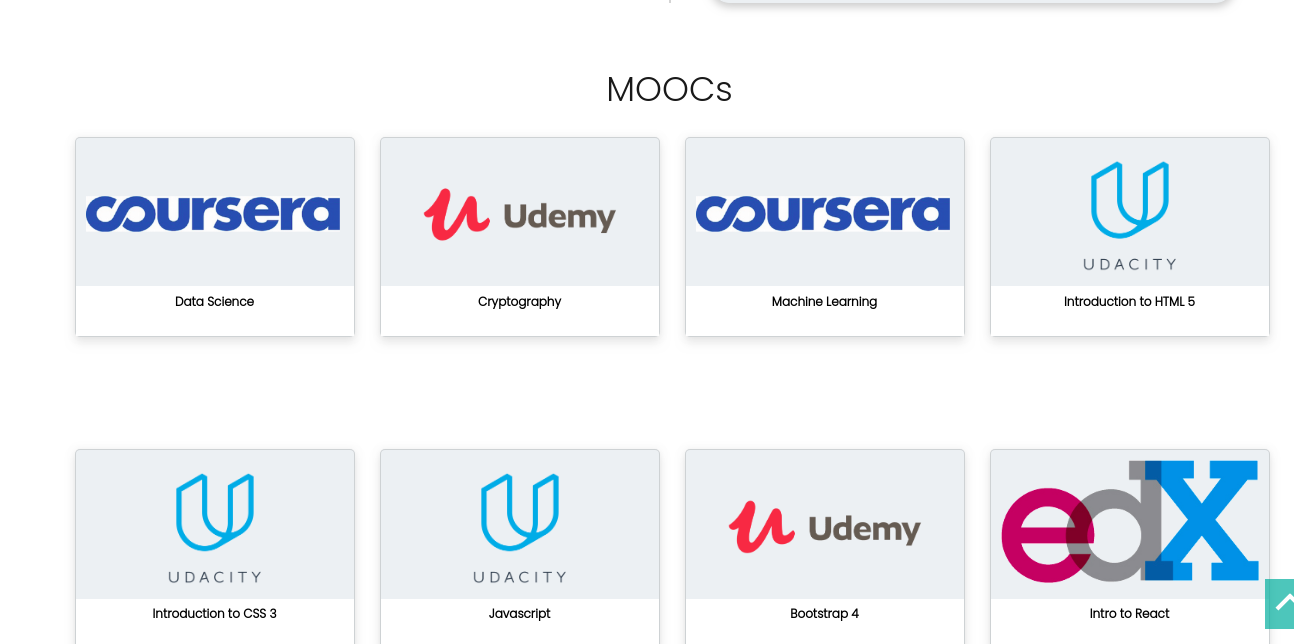 MOOCs
coursera
Udemy
coursera
UDACITY
Data Science
Cryptography
Machine Learning
Introduction to HTML 5
UDACITY
UDACITY
Udemy
edX
Introduction to CSS 3
Javascript
Bootstrap 4
Intro to React